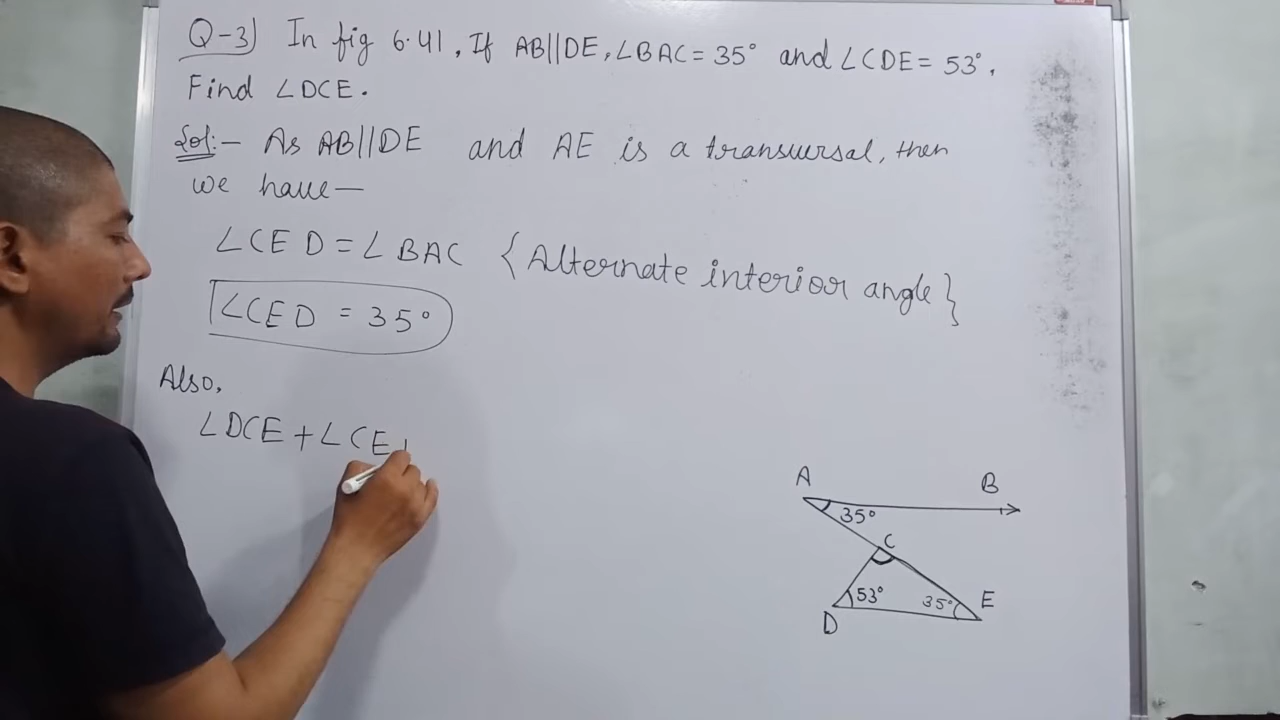 Q-3) In fig 6.41, If AB||DE, ∠BAC = 35° and ∠CDE = 53°.
Find ∠DCE.
Sol:- As AB||DE and AE is a transversal, then
we have—
∠CED = ∠BAC {Alternate interior angle}
∠CED = 35°
Also,
∠DCE + ∠CE
A
B
35°
C
53°
35°
E
D